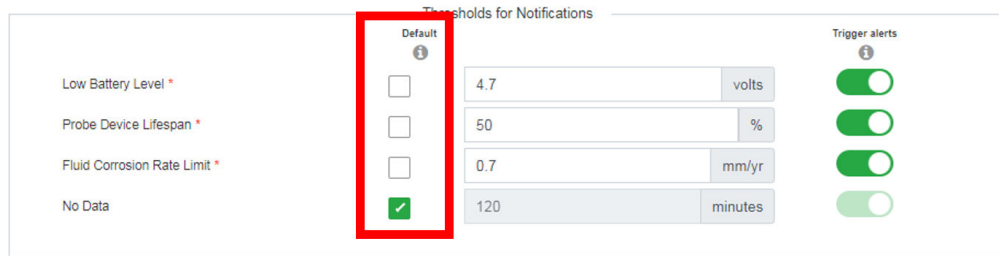 Thresholds for Notifications
Default
Trigger alerts
Low Battery Level * 4.7 volts
Probe Device Lifespan * 50 %
Fluid Corrosion Rate Limit * 0.7 mm/yr
No Data 120 minutes